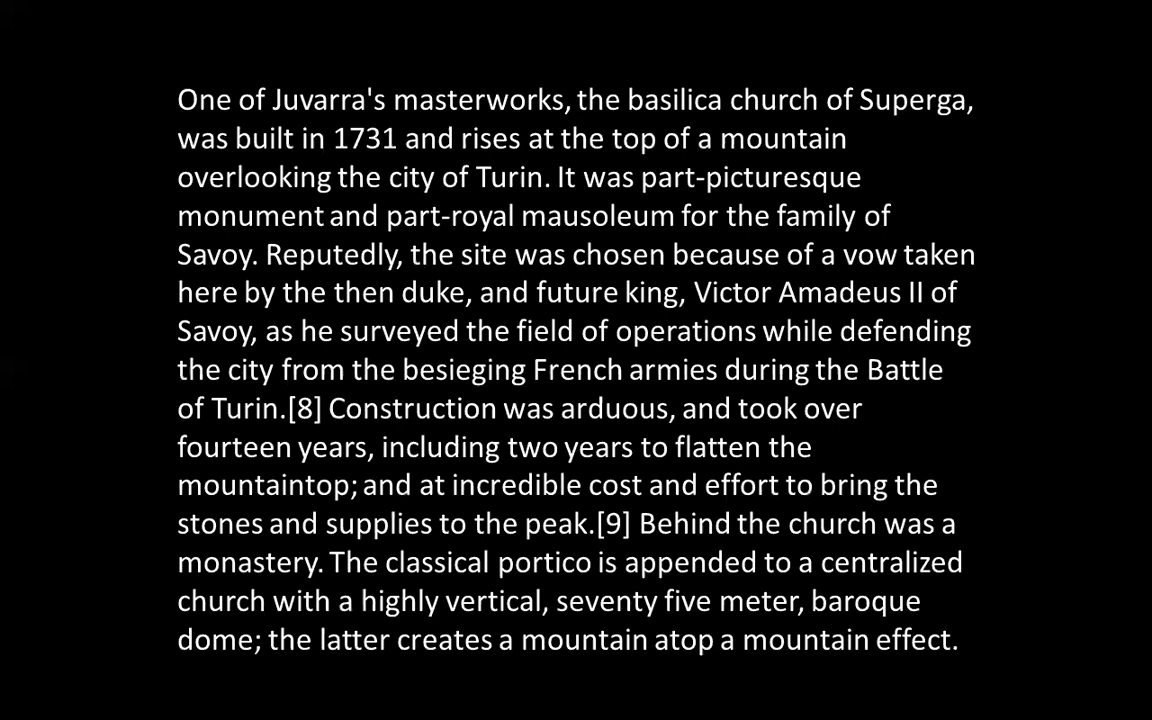 One of Juvarra's masterworks, the basilica church of Superga,
was built in 1731 and rises at the top of a mountain
overlooking the city of Turin. It was part-picturesque
monument and part-royal mausoleum for the family of
Savoy. Reputedly, the site was chosen because of a vow taken
here by the then duke, and future king, Victor Amadeus II of
Savoy, as he surveyed the field of operations while defending
the city from the besieging French armies during the Battle
of Turin.[8] Construction was arduous, and took over
fourteen years, including two years to flatten the
mountaintop; and at incredible cost and effort to bring the
stones and supplies to the peak.[9] Behind the church was a
monastery. The classical portico is appended to a centralized
church with a highly vertical, seventy five meter, baroque
dome; the latter creates a mountain atop a mountain effect.